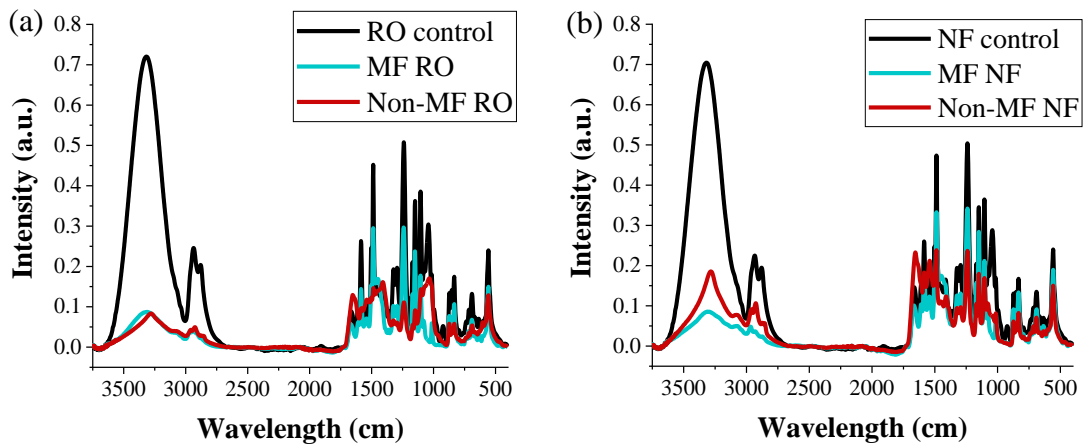 (a)
Intensity (a.u.)
0.8
0.7
0.6
0.5
0.4
0.3
0.2
0.1
0.0
RO control
MF RO
Non-MF RO
3500 3000 2500 2000 1500 1000 500
Wavelength (cm)
(b)
Intensity (a.u.)
0.8
0.7
0.6
0.5
0.4
0.3
0.2
0.1
0.0
NF control
MF NF
Non-MF NF
3500 3000 2500 2000 1500 1000 500
Wavelength (cm)